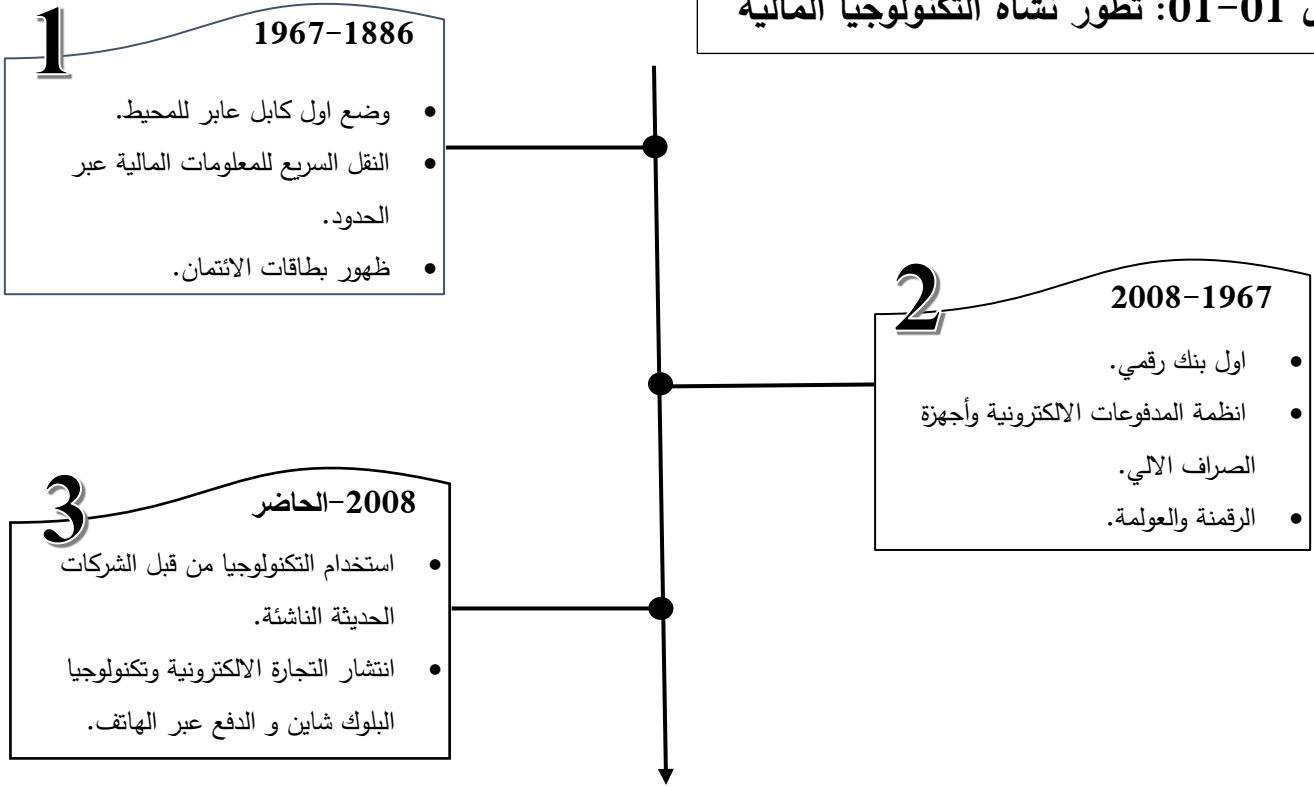 01-01: تطور نشأة التكنولوجيا المالية
1
1967-1886
• وضع اول كابل عابر للمحيط.
• النقل السريع للمعلومات المالية عبر
الحدود.
• ظهور بطاقات الائتمان.
2
2008-1967
• اول بنك رقمي.
• انظمة المدفوعات الالكترونية وأجهزة
الصراف الالي.
• الرقمنة والعولمة.
3
2008-الحاضر
• استخدام التكنولوجيا من قبل الشركات
الحديثة الناشئة.
• انتشار التجارة الالكترونية وتكنولوجيا
البلوك شاين و الدفع عبر الهاتف.